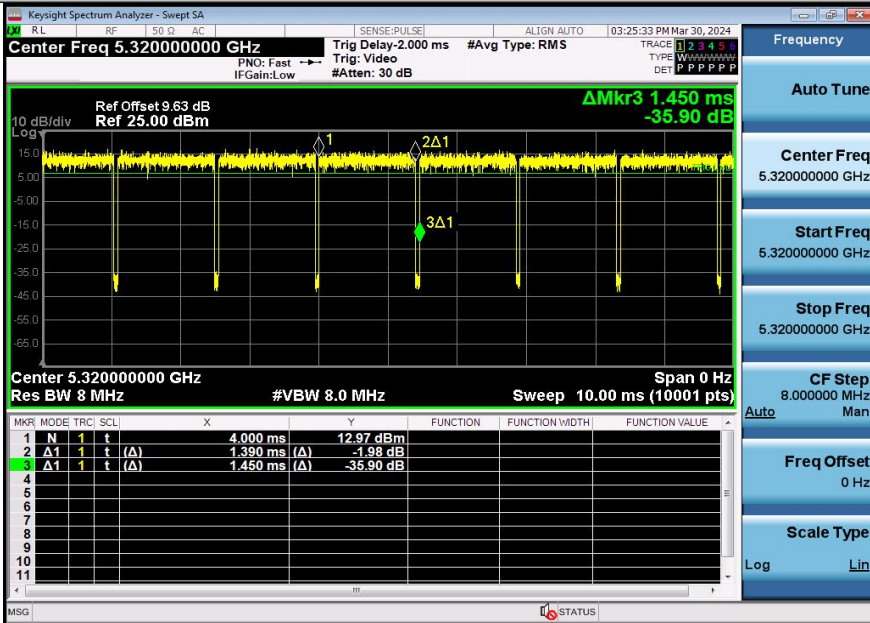 Keysight Spectrum Analyzer - Swept SA
LXI RL RF 50 Ω AC SENSE:PULSE ALIGN AUTO 03:25:33 PM Mar 30, 2024
Center Freq 5.320000000 GHz
PNO: Fast
IFGain:Low
Trig Delay-2.000 ms
Trig: Video
#Atten: 30 dB
#Avg Type: RMS
TRACE 1 2 3 4 5 6
TYPE WWWWWW
DET P P P P P P
Ref Offset 9.63 dB
10 dB/div Ref 25.00 dBm
Log
ΔMkr3 1.450 ms
-35.90 dB
1
2Δ1
3Δ1
15.0
5.00
-5.00
-15.0
-25.0
-35.0
-45.0
-55.0
-65.0
Center 5.320000000 GHz Span 0 Hz
Res BW 8 MHz #VBW 8.0 MHz Sweep 10.00 ms (10001 pts)
MKR MODE TRC SCL X Y FUNCTION FUNCTION WIDTH FUNCTION VALUE
1 N 1 t 4.000 ms 12.97 dBm
2 Δ1 1 t (Δ) 1.390 ms (Δ) -1.98 dB
3 Δ1 1 t (Δ) 1.450 ms (Δ) -35.90 dB
4
5
6
7
8
9
10
11
MSG STATUS
Frequency
Auto Tune
Center Freq
5.320000000 GHz
Start Freq
5.320000000 GHz
Stop Freq
5.320000000 GHz
CF Step
8.000000 MHz
Auto Man
Freq Offset
0 Hz
Scale Type
Log Lin